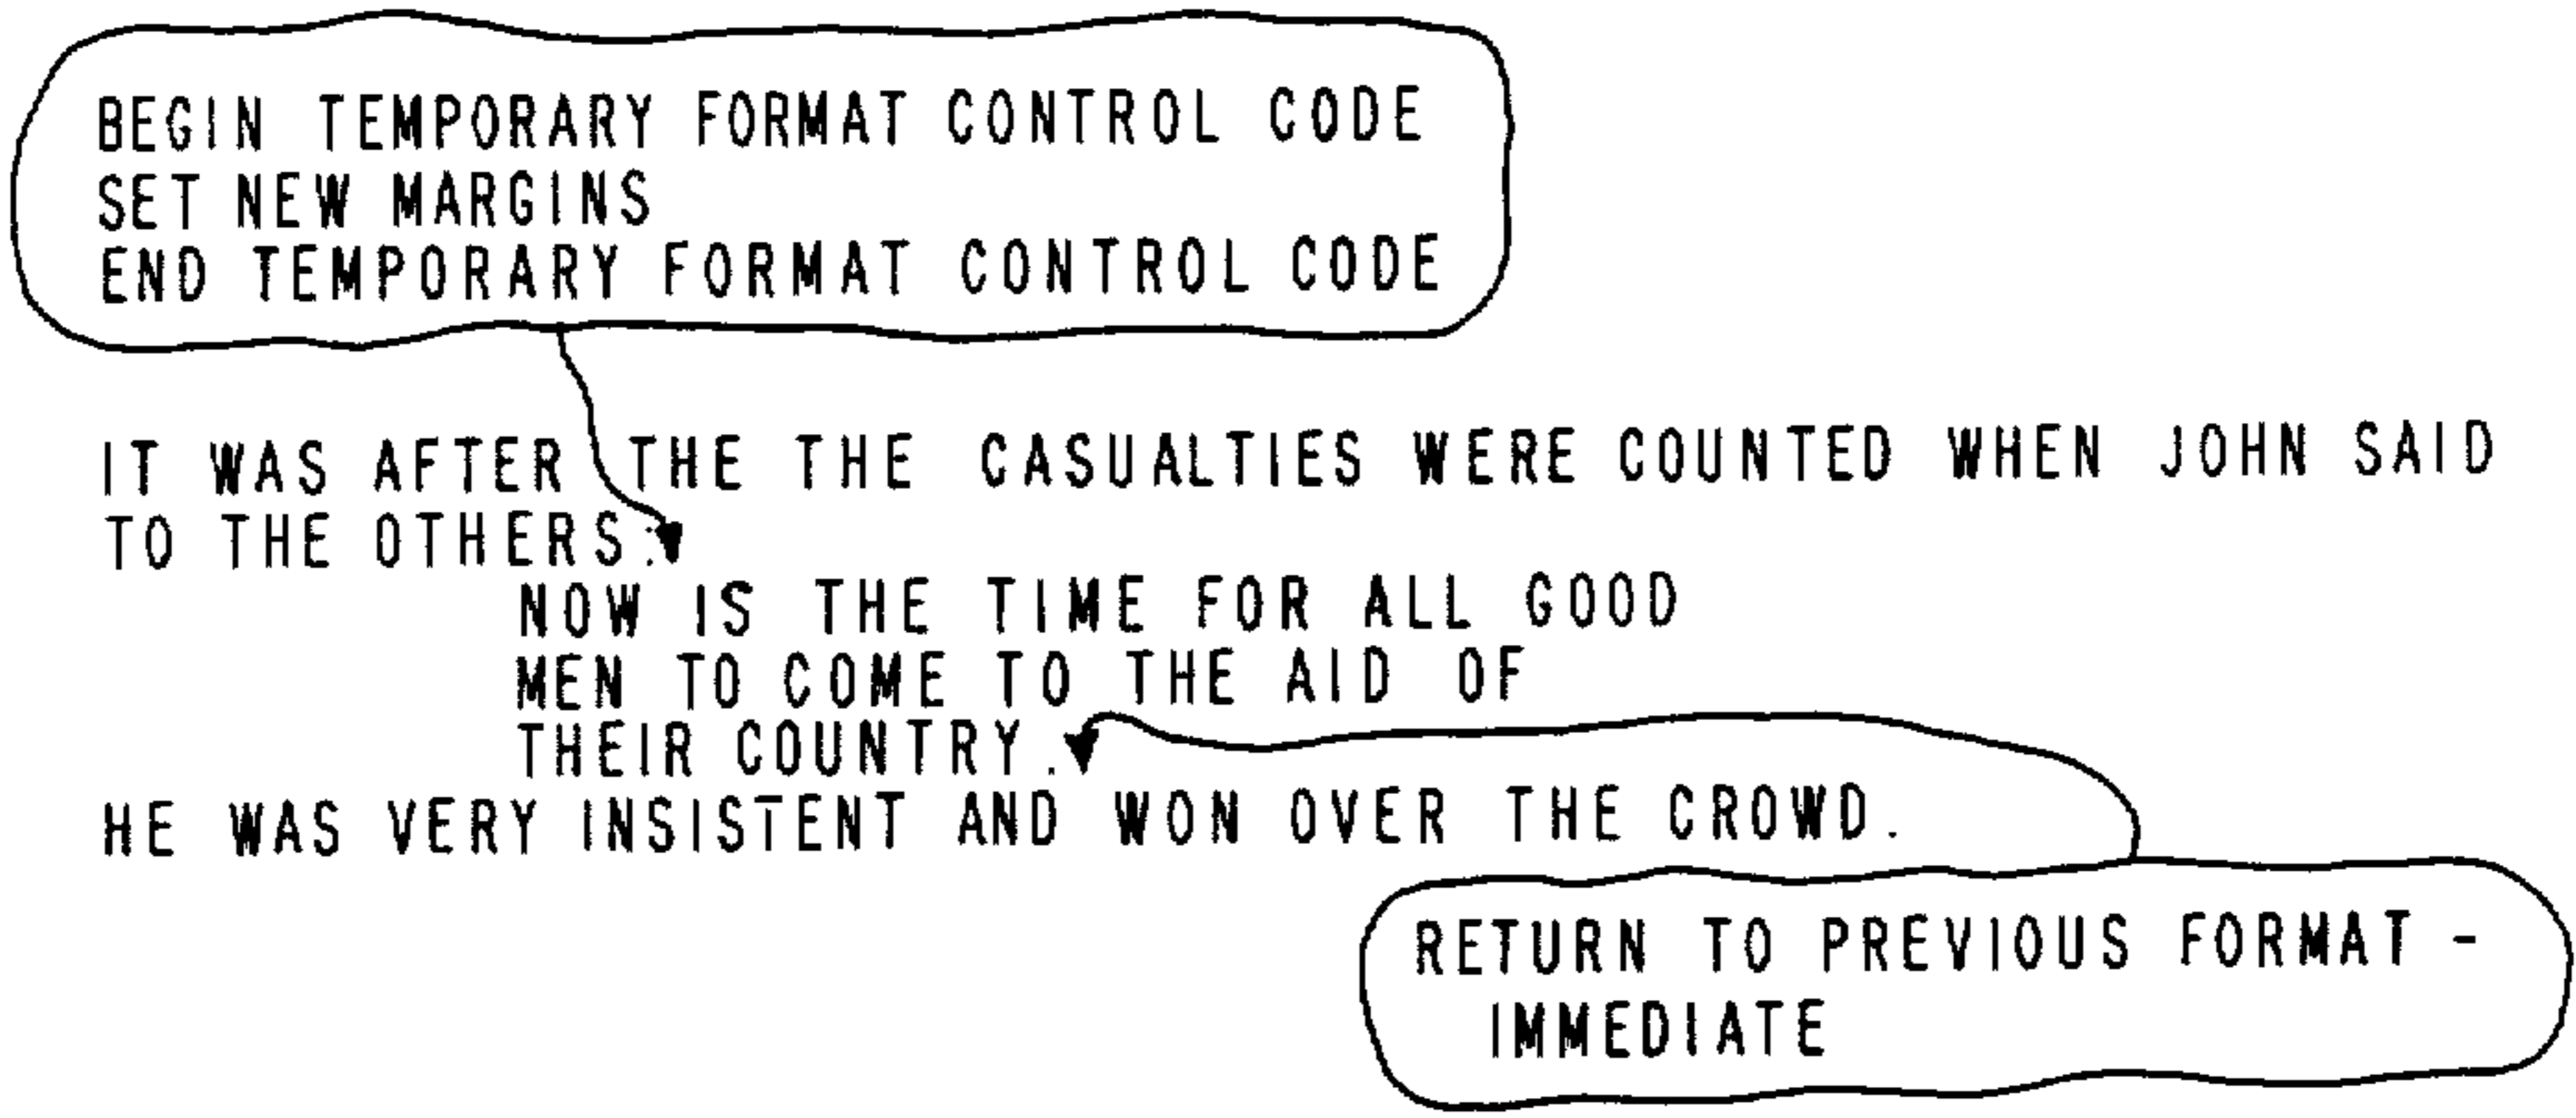 BEGIN TEMPORARY FORMAT CONTROL CODE
SET NEW MARGINS
END TEMPORARY FORMAT CONTROL CODE
IT WAS AFTER THE THE CASUALTIES WERE COUNTED WHEN JOHN SAID
TO THE OTHERS:
NOW IS THE TIME FOR ALL GOOD
MEN TO COME TO THE AID OF
THEIR COUNTRY.
HE WAS VERY INSISTENT AND WON OVER THE CROWD.
RETURN TO PREVIOUS FORMAT -
IMMEDIATE